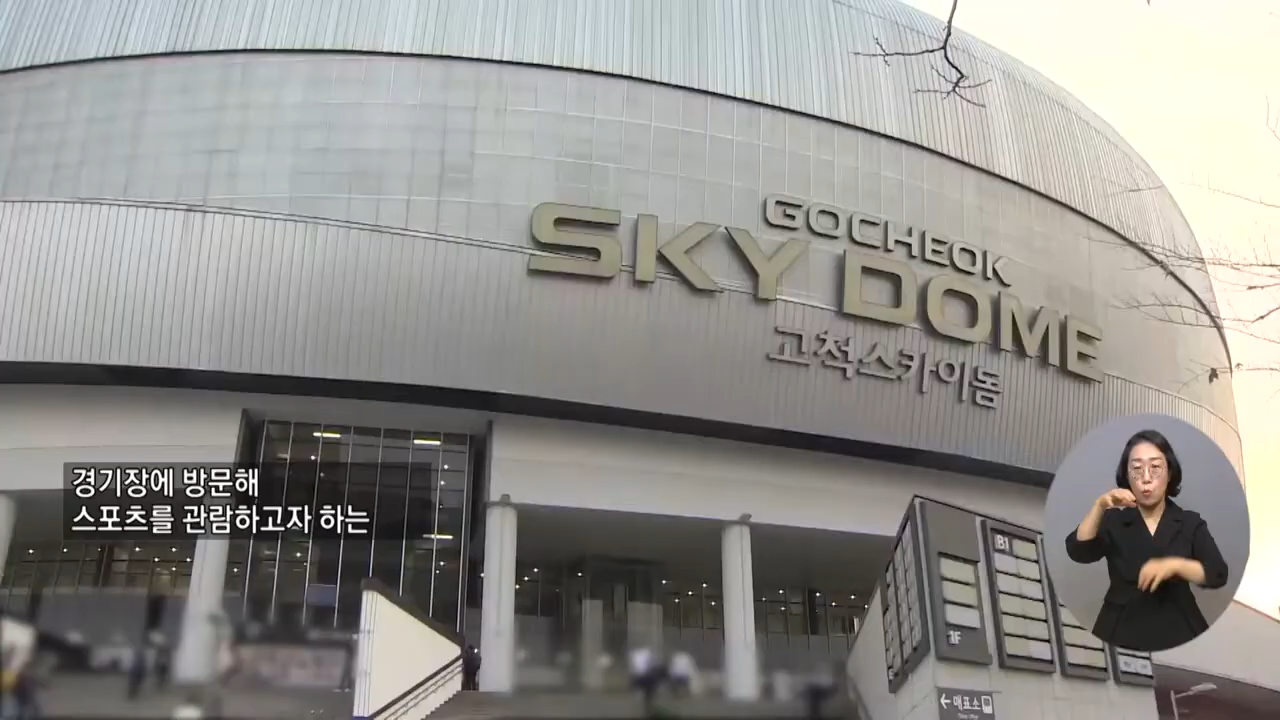 GOCHEOK
SKY DOME
고척스카이돔
경기장에 방문해
스포츠를 관람하고자 하는
B1
1F
←매표소